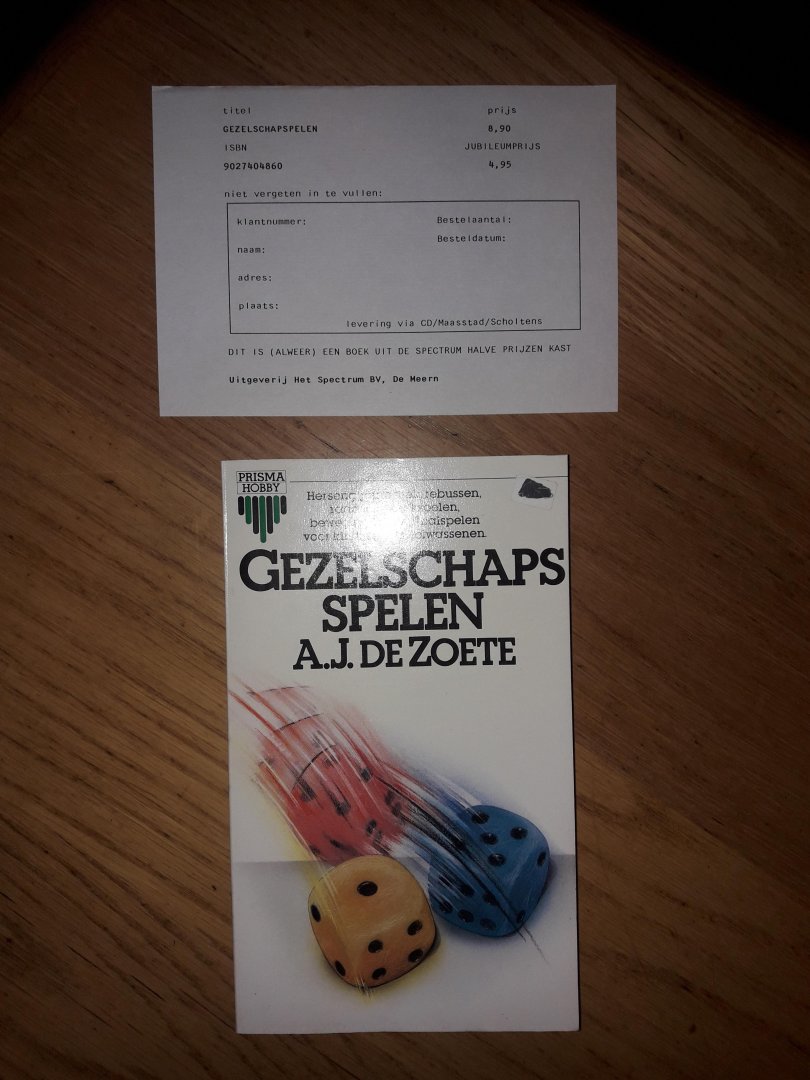 titel prijs
GEZELSCHAPSPELEN 8,90
ISBN JUBILEUMPRIJS
9027404860 4,95
niet vergeten in te vullen:
klantnummer: Bestelaantal:
Besteldatum:
naam:
adres:
plaats:
levering via CD/Maasstad/Scholtens
DIT IS (ALWEER) EEN BOEK UIT DE SPECTRUM HALVE PRIJZEN KAST
Uitgeverij Het Spectrum BV, De Meern
PRISMA
HOBBY
rebussen,
voor
GEZELSCHAPS
SPELEN
A.J. DE ZOETE